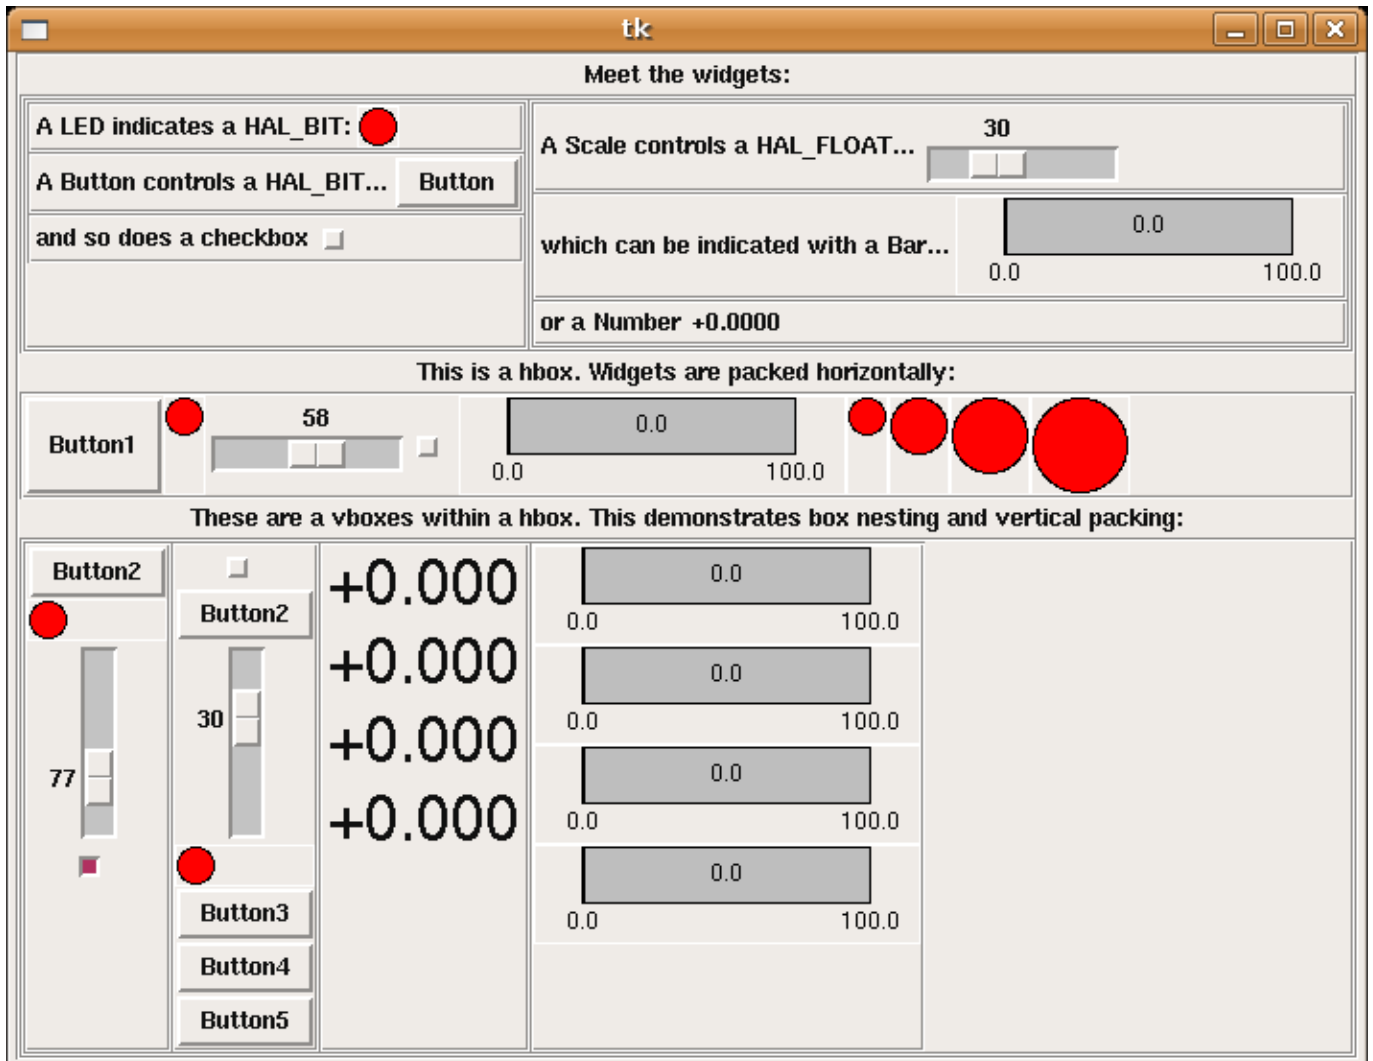 tk
Meet the widgets:
A LED indicates a HAL_BIT:
A Button controls a HAL_BIT... Button
and so does a checkbox
30
A Scale controls a HAL_FLOAT...
0.0
which can be indicated with a Bar...
0.0 100.0
or a Number +0.0000
This is a hbox. Widgets are packed horizontally:
Button1
58
0.0
0.0 100.0
These are a vboxes within a hbox. This demonstrates box nesting and vertical packing:
Button2
77
Button2
30
Button3
Button4
Button5
+0.000
+0.000
+0.000
+0.000
0.0
0.0 100.0
0.0
0.0 100.0
0.0
0.0 100.0
0.0
0.0 100.0